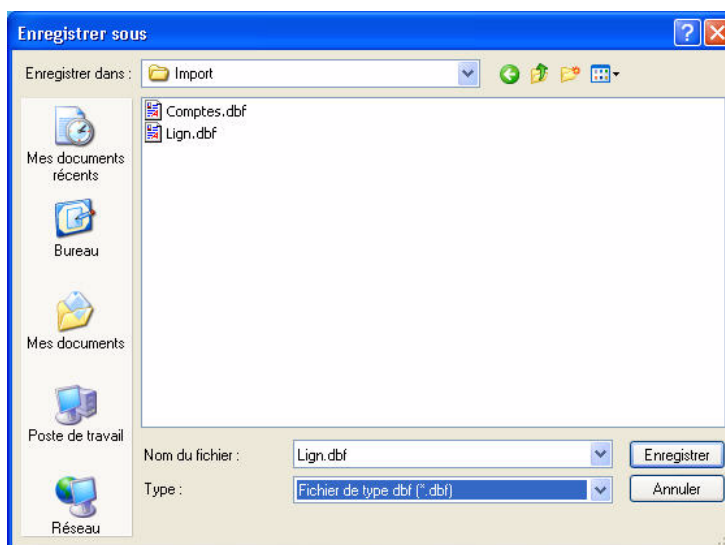 Enregistrer sous
Enregistrer dans :
Import
Comptes.dbf
Lign.dbf
Mes documents
récents
Bureau
Mes documents
Poste de travail
Réseau
Nom du fichier :
Lign.dbf
Enregistrer
Type :
Fichier de type dbf (*.dbf)
Annuler